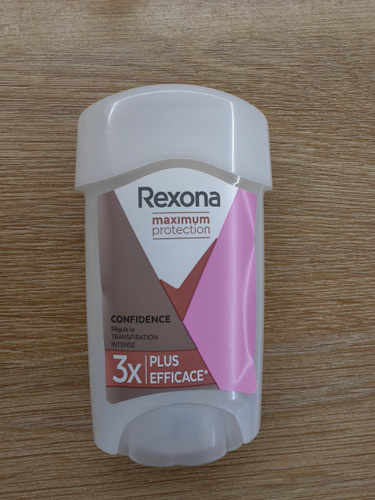 Rexona
maximum
protection
CONFIDENCE
Régule la
TRANSPIRATION
INTENSE
3x PLUS
EFFICACE*